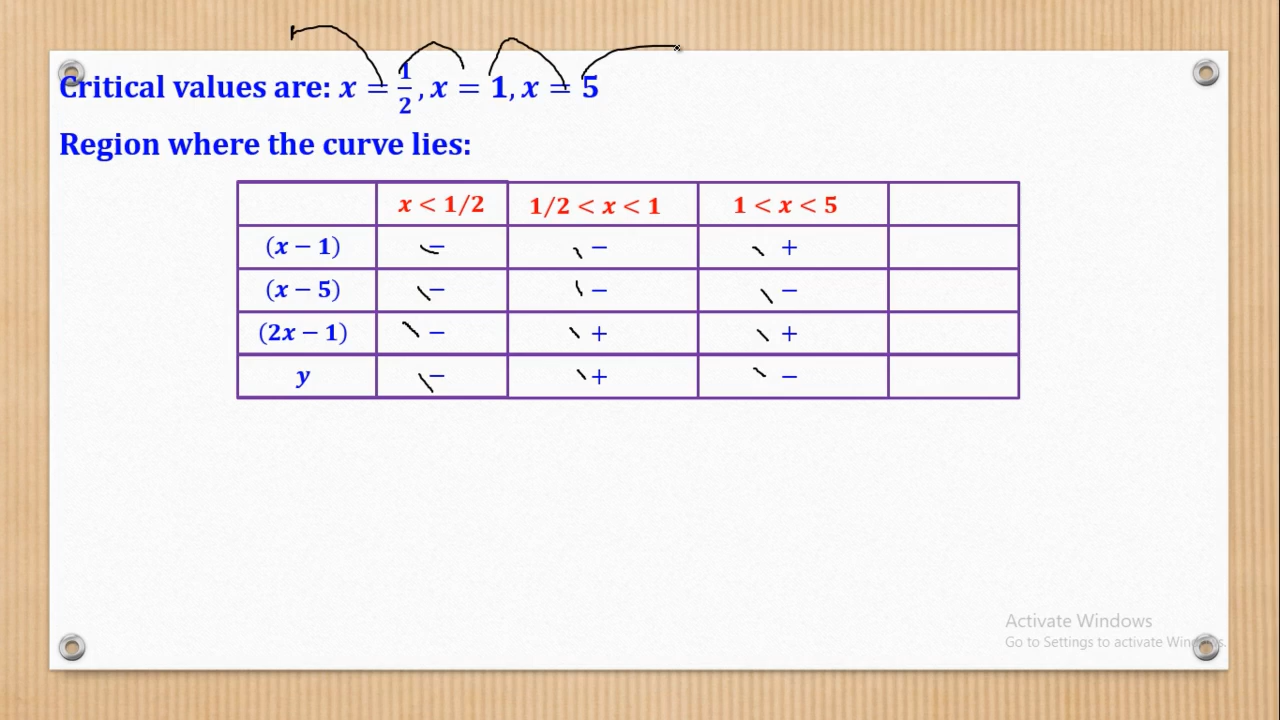 Critical values are: x = 1/2, x = 1, x = 5
Region where the curve lies:
x < 1/2 1/2 < x < 1 1 < x < 5
(x − 1) − − +
(x − 5) − − −
(2x − 1) − + +
y − + −
Activate Windows
Go to Settings to activate Windows.